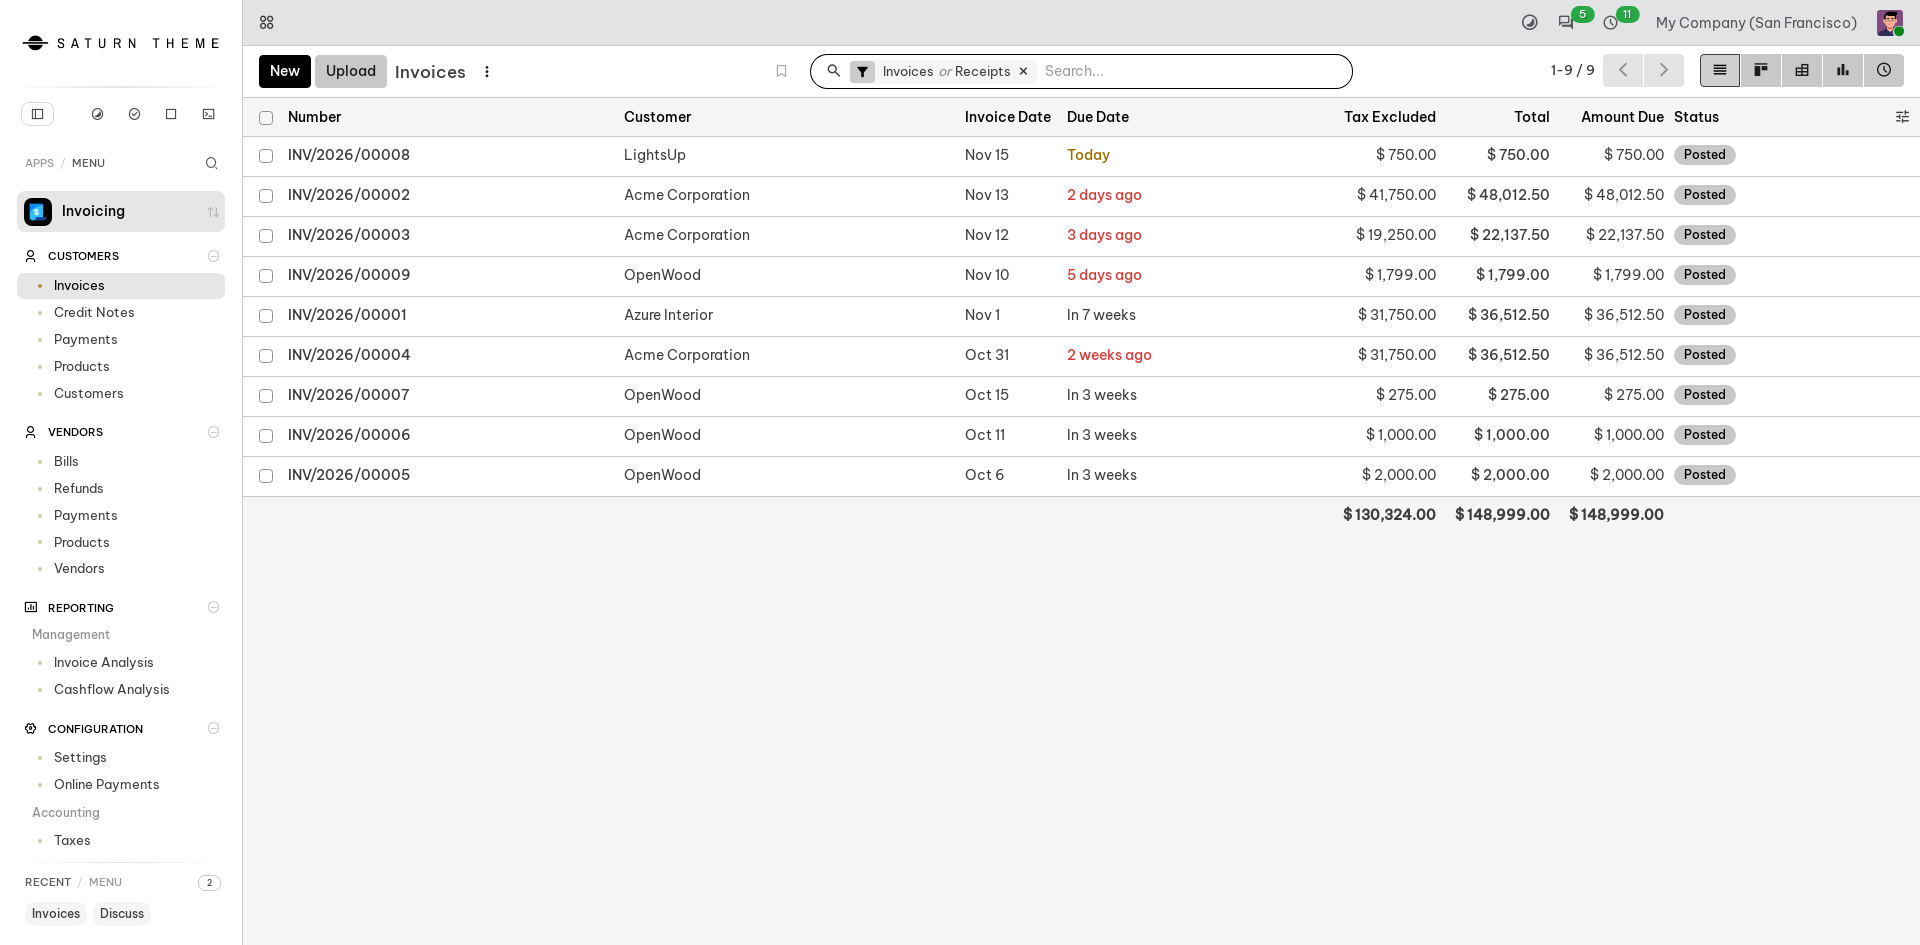 SATURN THEME
APPS / MENU
Invoicing
CUSTOMERS
Invoices
Credit Notes
Payments
Products
Customers
VENDORS
Bills
Refunds
Payments
Products
Vendors
REPORTING
Management
Invoice Analysis
Cashflow Analysis
CONFIGURATION
Settings
Online Payments
Accounting
Taxes
RECENT / MENU 2
Invoices Discuss
5 11 My Company (San Francisco)
New Upload Invoices Invoices or Receipts Search... 1-9 / 9
Number Customer Invoice Date Due Date Tax Excluded Total Amount Due Status
INV/2026/00008 LightsUp Nov 15 Today $ 750.00 $ 750.00 $ 750.00 Posted
INV/2026/00002 Acme Corporation Nov 13 2 days ago $ 41,750.00 $ 48,012.50 $ 48,012.50 Posted
INV/2026/00003 Acme Corporation Nov 12 3 days ago $ 19,250.00 $ 22,137.50 $ 22,137.50 Posted
INV/2026/00009 OpenWood Nov 10 5 days ago $ 1,799.00 $ 1,799.00 $ 1,799.00 Posted
INV/2026/00001 Azure Interior Nov 1 In 7 weeks $ 31,750.00 $ 36,512.50 $ 36,512.50 Posted
INV/2026/00004 Acme Corporation Oct 31 2 weeks ago $ 31,750.00 $ 36,512.50 $ 36,512.50 Posted
INV/2026/00007 OpenWood Oct 15 In 3 weeks $ 275.00 $ 275.00 $ 275.00 Posted
INV/2026/00006 OpenWood Oct 11 In 3 weeks $ 1,000.00 $ 1,000.00 $ 1,000.00 Posted
INV/2026/00005 OpenWood Oct 6 In 3 weeks $ 2,000.00 $ 2,000.00 $ 2,000.00 Posted
$ 130,324.00 $ 148,999.00 $ 148,999.00